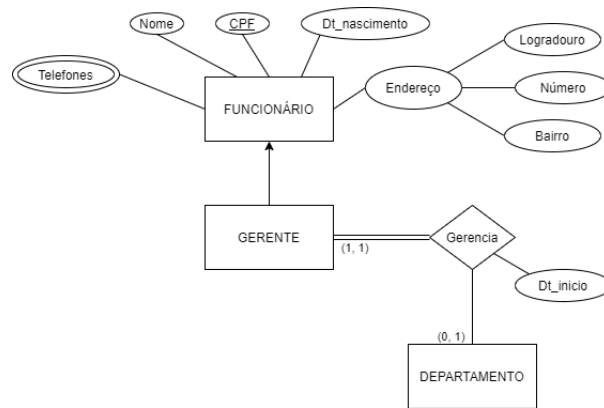 Nome
CPF
Dt_nascimento
Logradouro
Telefones
Endereço
Número
FUNCIONÁRIO
Bairro
GERENTE
(1, 1)
Gerencia
Dt_inicio
(0, 1)
DEPARTAMENTO